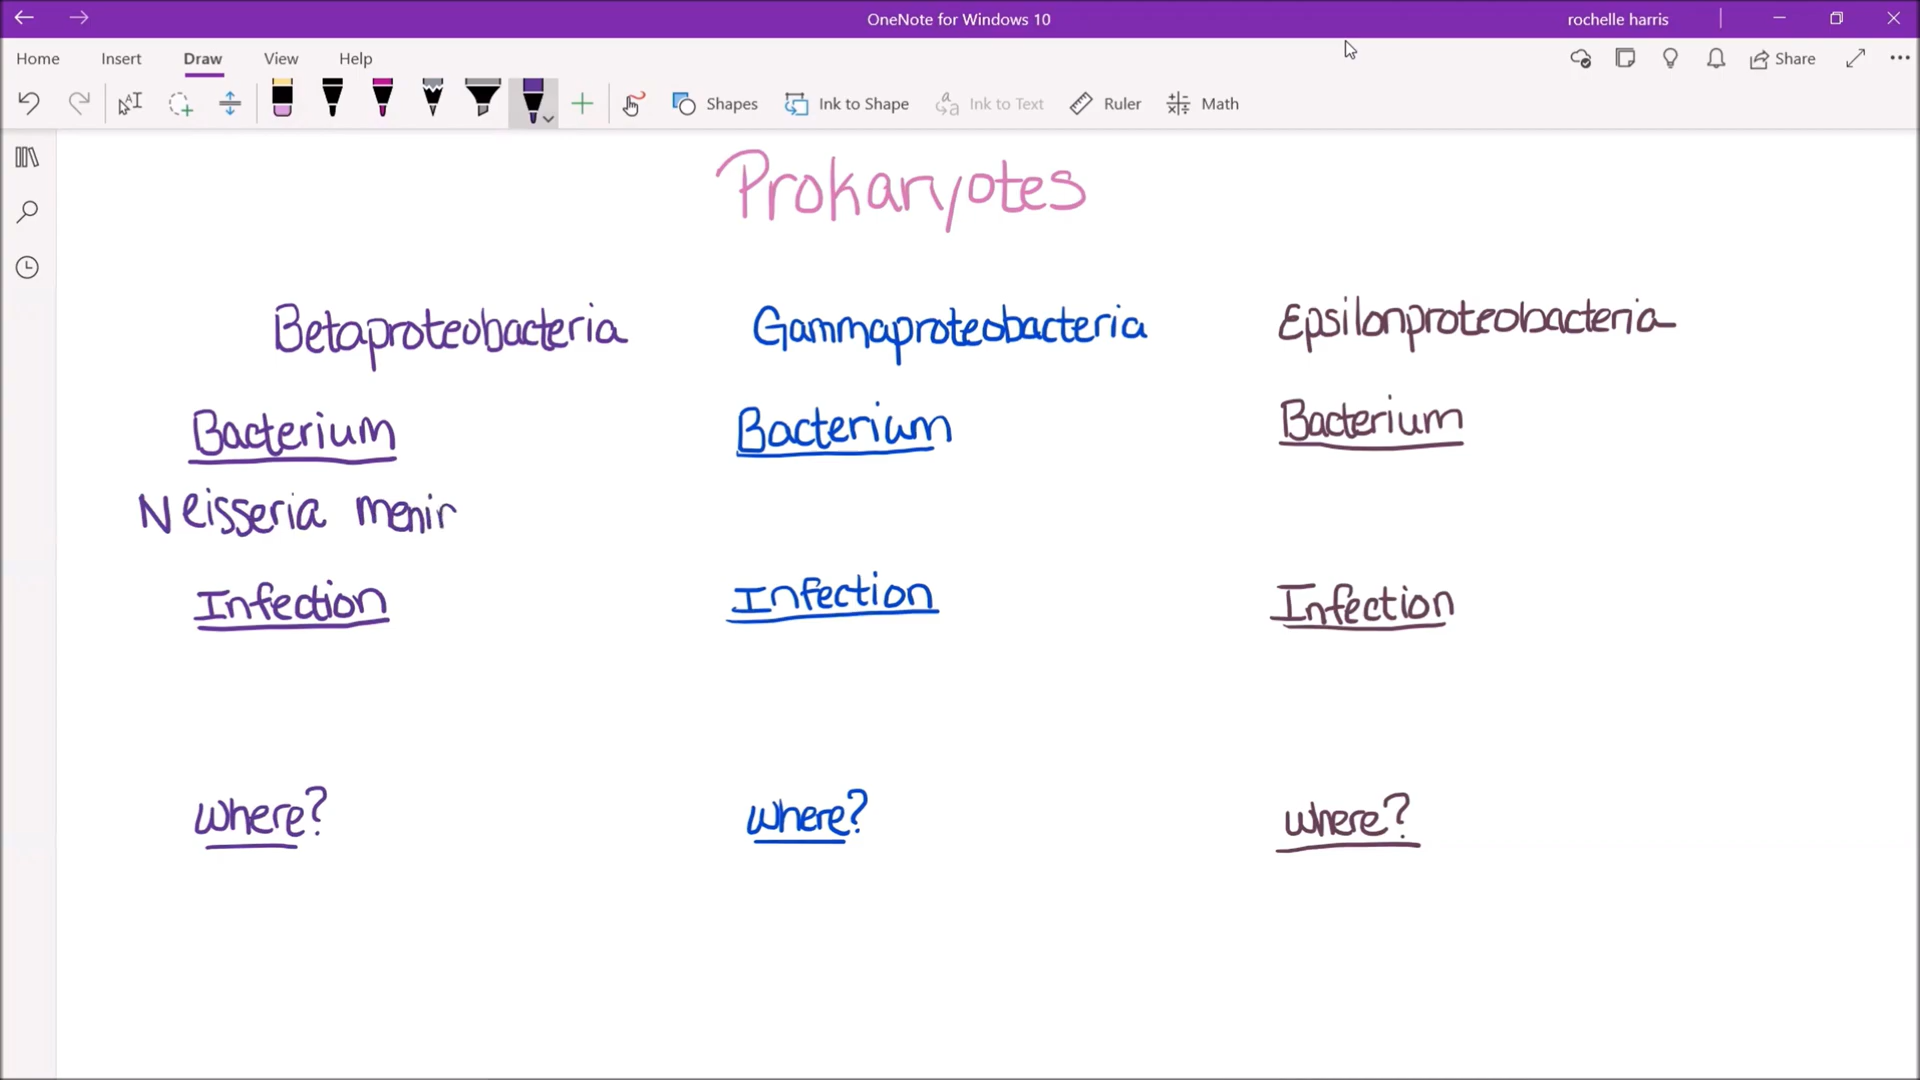 OneNote for Windows 10
rochelle harris
Home Insert Draw View Help
Share
Shapes Ink to Shape Ink to Text Ruler Math
Prokaryotes
Betaproteobacteria Gammaproteobacteria Epsilonproteobacteria
Bacterium Bacterium Bacterium
Neisseria menir
Infection Infection Infection
where? where? where?